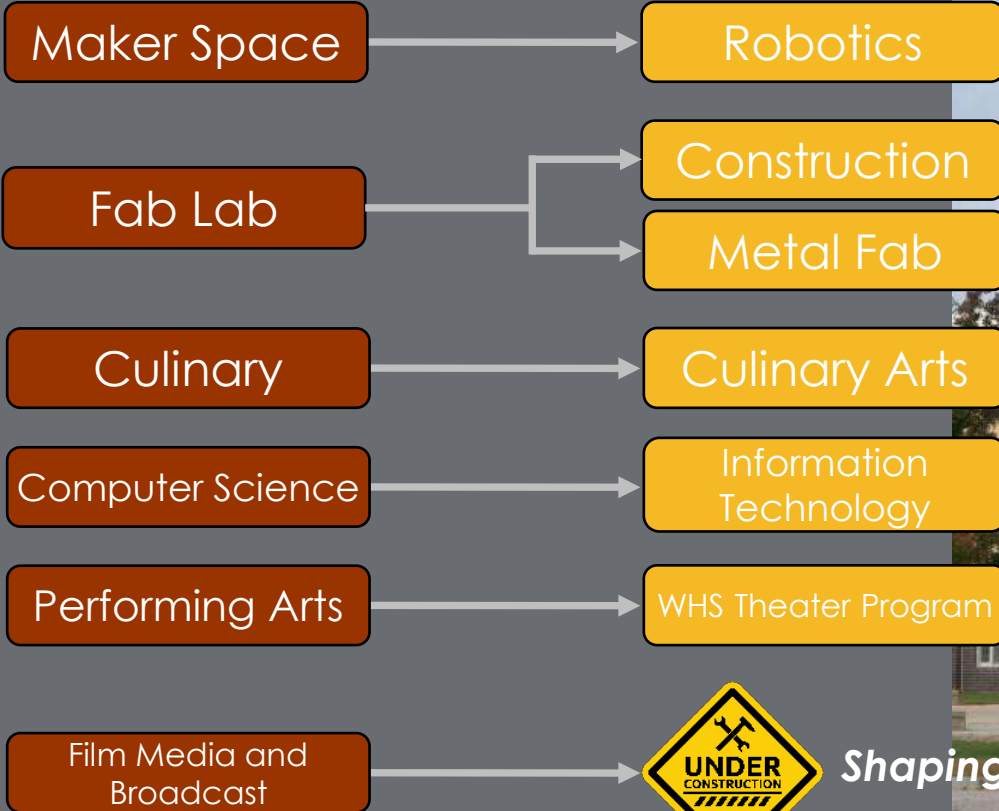 Maker Space
Robotics
Fab Lab
Construction
Metal Fab
Culinary
Culinary Arts
Computer Science
Information
Technology
Performing Arts
WHS Theater Program
Film Media and
Broadcast
UNDER
CONSTRUCTION
Shaping